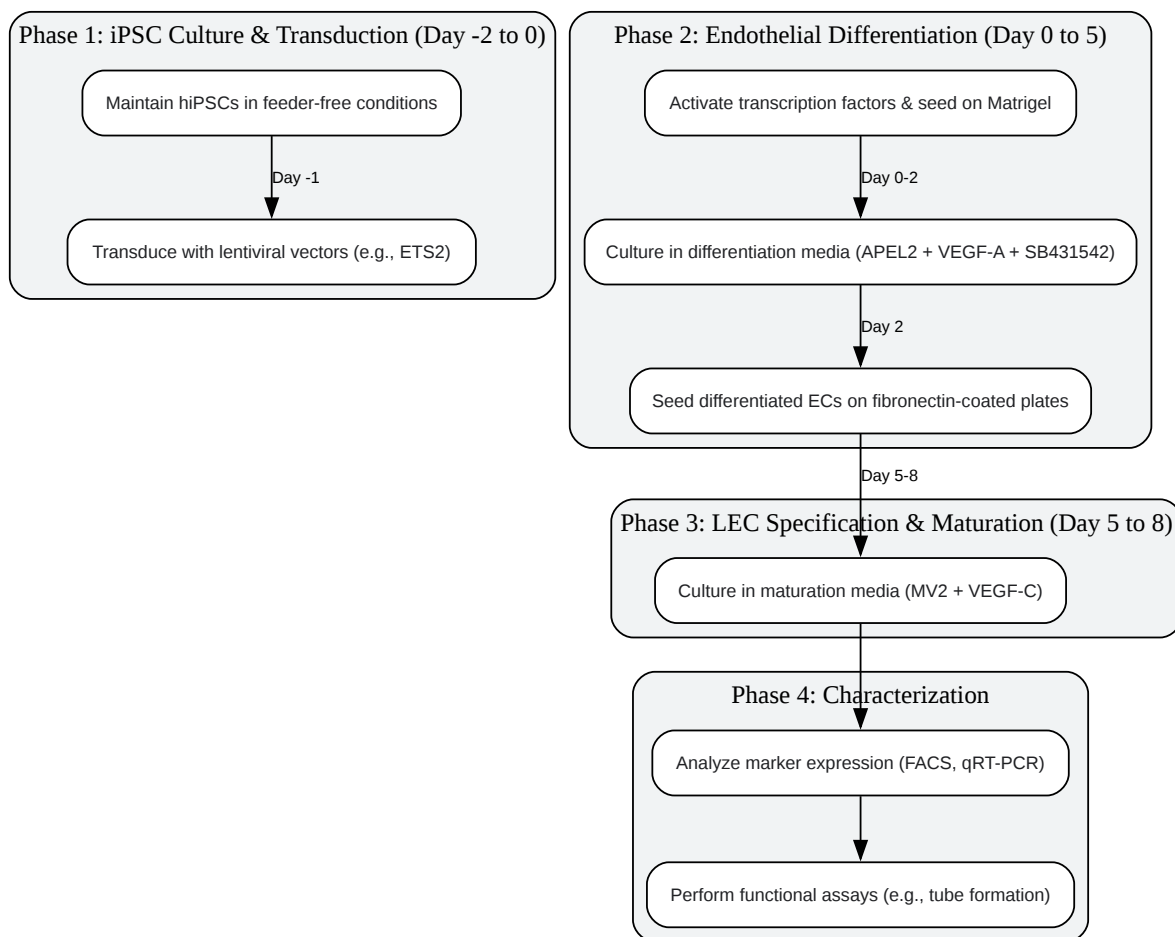 Phase 1: iPSC Culture & Transduction (Day -2 to 0)
Maintain hiPSCs in feeder-free conditions
Day -1
Transduce with lentiviral vectors (e.g., ETS2)
Phase 2: Endothelial Differentiation (Day 0 to 5)
Activate transcription factors & seed on Matrigel
Day 0-2
Culture in differentiation media (APEL2 + VEGF-A + SB431542)
Day 2
Seed differentiated ECs on fibronectin-coated plates
Day 5-8
Phase 3: LEC Specification & Maturation (Day 5 to 8)
Culture in maturation media (MV2 + VEGF-C)
Phase 4: Characterization
Analyze marker expression (FACS, qRT-PCR)
Perform functional assays (e.g., tube formation)